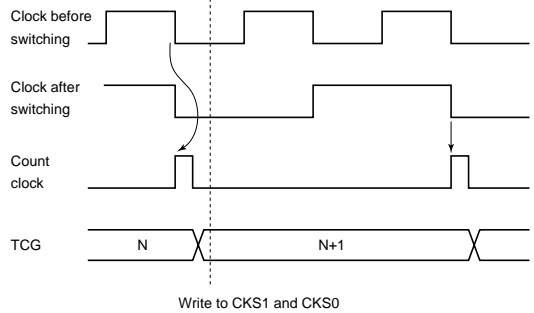 Clock before
switching
Clock after
switching
Count
clock
TCG
N
N+1
Write to CKS1 and CKS0